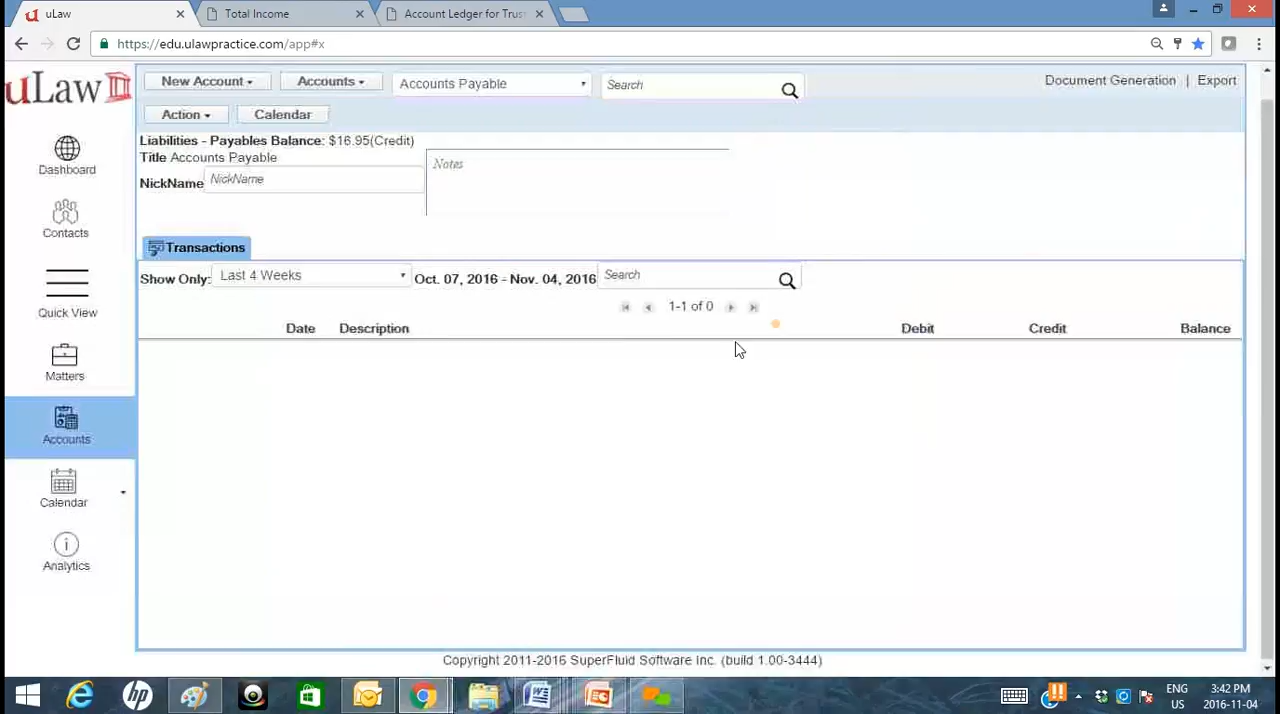 uLaw
Total Income
Account Ledger for Trus
https://edu.ulawpractice.com/app#x
uLaw
New Account
Accounts
Accounts Payable
Search
Document Generation | Export
Action
Calendar
Liabilities - Payables Balance: $16.95(Credit)
Title Accounts Payable
NickName NickName
Notes
Dashboard
Contacts
Quick View
Matters
Accounts
Calendar
Analytics
Transactions
Show Only: Last 4 Weeks Oct. 07, 2016 - Nov. 04, 2016 Search
1-1 of 0
Date Description Debit Credit Balance
Copyright 2011-2016 SuperFluid Software Inc. (build 1.00-3444)
ENG 3:42 PM
US 2016-11-04